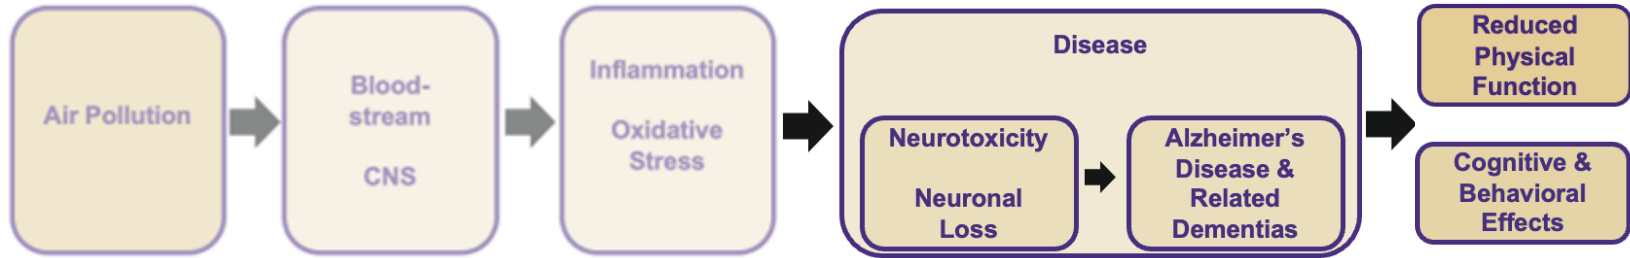 Air Pollution
Blood-
stream
CNS
Inflammation
Oxidative
Stress
Disease
Neurotoxicity
Neuronal
Loss
Alzheimer's
Disease &
Related
Dementias
Reduced
Physical
Function
Cognitive &
Behavioral
Effects